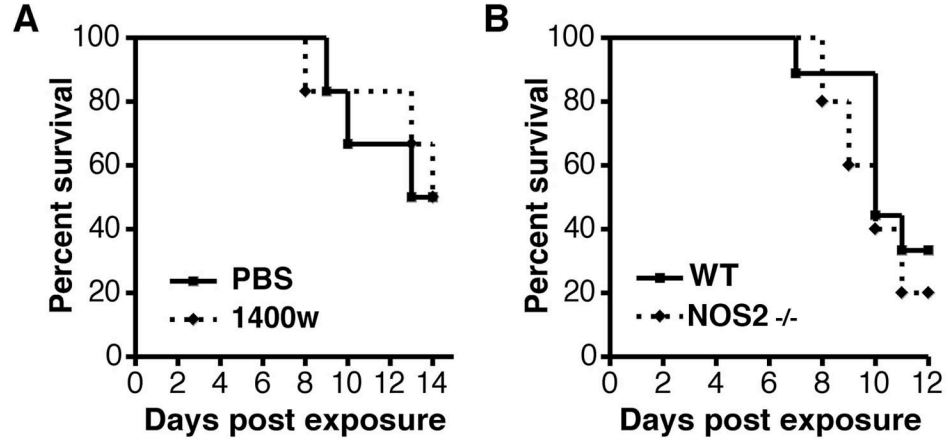 A
Percent survival
100
80
60
40
20
0
PBS
1400w
0 2 4 6 8 10 12 14
Days post exposure
B
Percent survival
100
80
60
40
20
0
WT
NOS2 -/-
0 2 4 6 8 10 12
Days post exposure